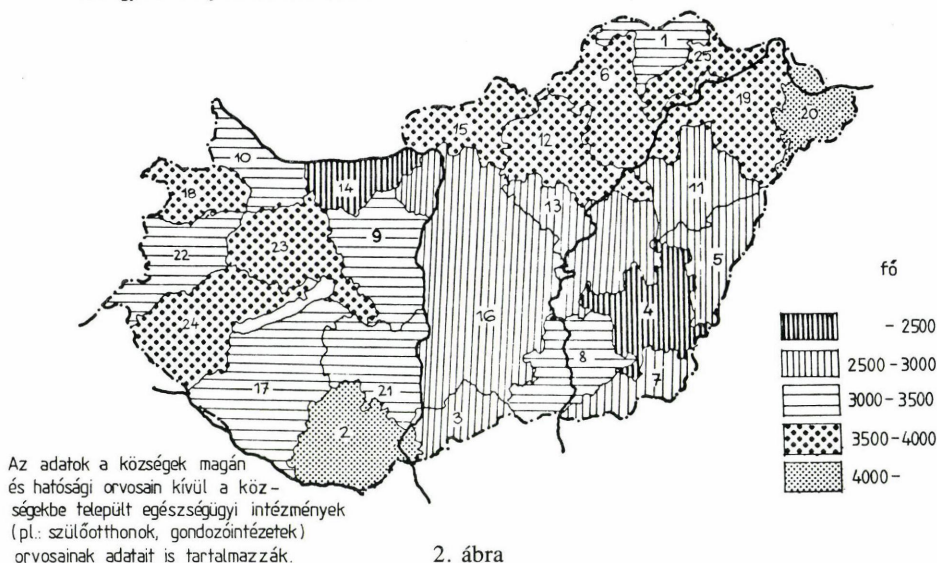 1
25
6
19
20
15
12
10
14
11
18
13
9
5
23
22
16
4
24
8
7
17
21
3
2
fő
- 2500
2500 - 3000
3000 - 3500
3500 - 4000
4000 -
Az adatok a községek magán
és hatósági orvosain kívül a köz-
ségekbe települt egészségügyi intézmények
(pl.: szülőotthonok, gondozóintézetek)
orvosainak adatait is tartalmazzák.
2. ábra